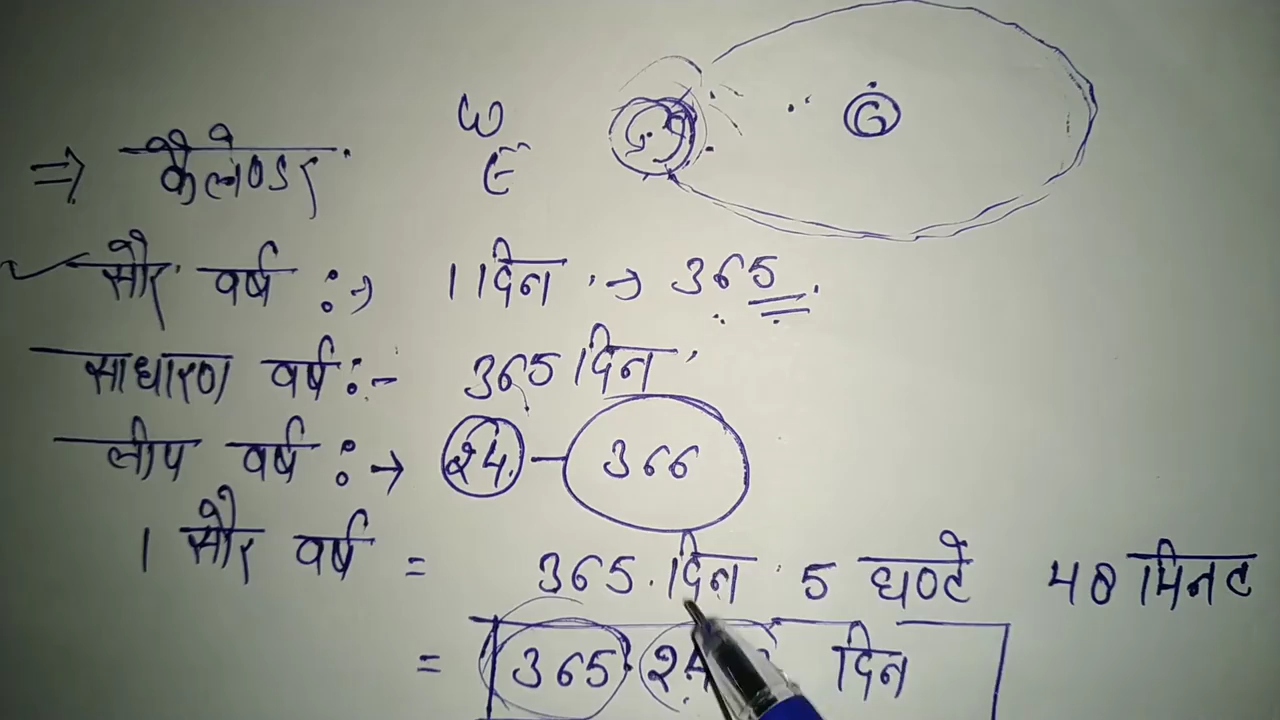 W
⇒ कैलेण्डर
E
सौर वर्ष :→ 1 दिन → 365
साधारण वर्ष :- 365 दिन
लीप वर्ष :→ 24 - 366
1 सौर वर्ष = 365 दिन 5 घण्टे 48 मिनट
= 365 दिन